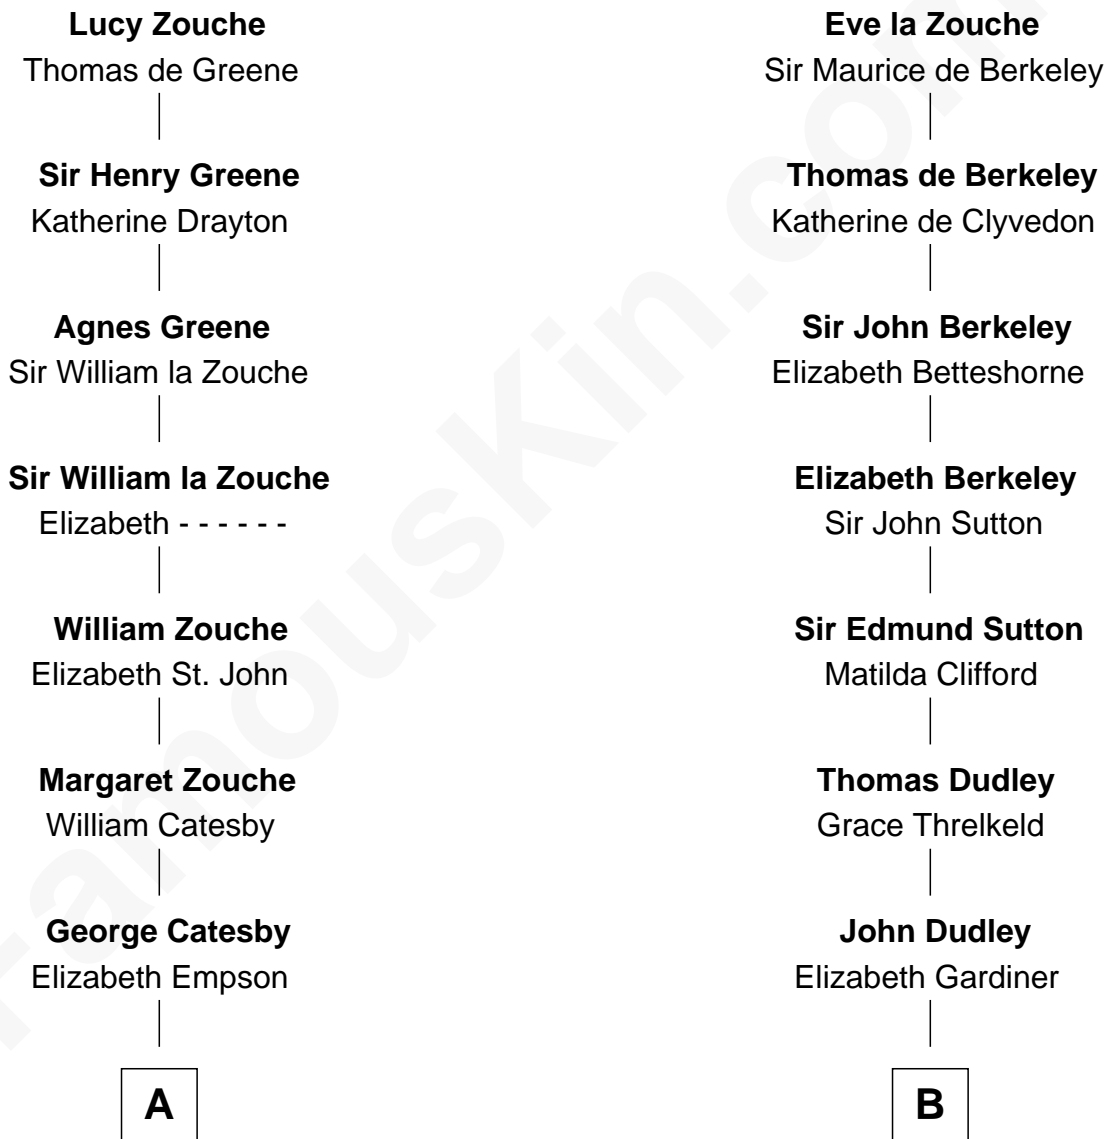 Lucy Zouche
Thomas de Greene
Sir Henry Greene
Katherine Drayton
Agnes Greene
Sir William la Zouche
Sir William la Zouche
Elizabeth - - - - - -
William Zouche
Elizabeth St. John
Margaret Zouche
William Catesby
George Catesby
Elizabeth Empson
A
Eve la Zouche
Sir Maurice de Berkeley
Thomas de Berkeley
Katherine de Clyvedon
Sir John Berkeley
Elizabeth Betteshorne
Elizabeth Berkeley
Sir John Sutton
Sir Edmund Sutton
Matilda Clifford
Thomas Dudley
Grace Threlkeld
John Dudley
Elizabeth Gardiner
B
FamousKin.com